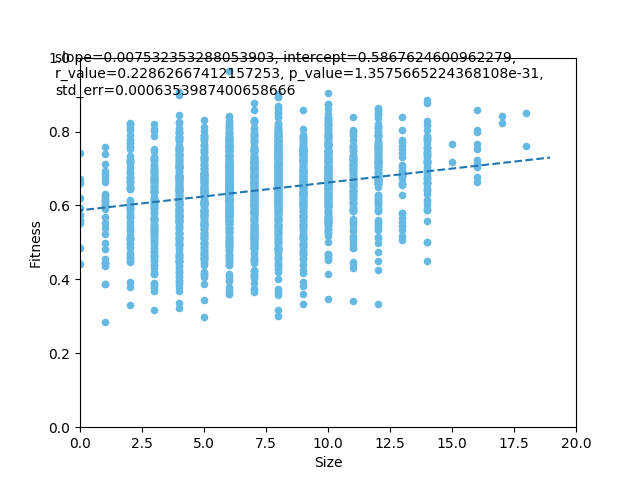 slope=0.007532353288053903, intercept=0.5867624600962279,
r_value=0.22862667412157253, p_value=1.3575665224368108e-31,
std_err=0.0006353987400658666
1.0
0.8
0.6
0.4
0.2
0.0
Fitness
0.0 2.5 5.0 7.5 10.0 12.5 15.0 17.5 20.0
Size